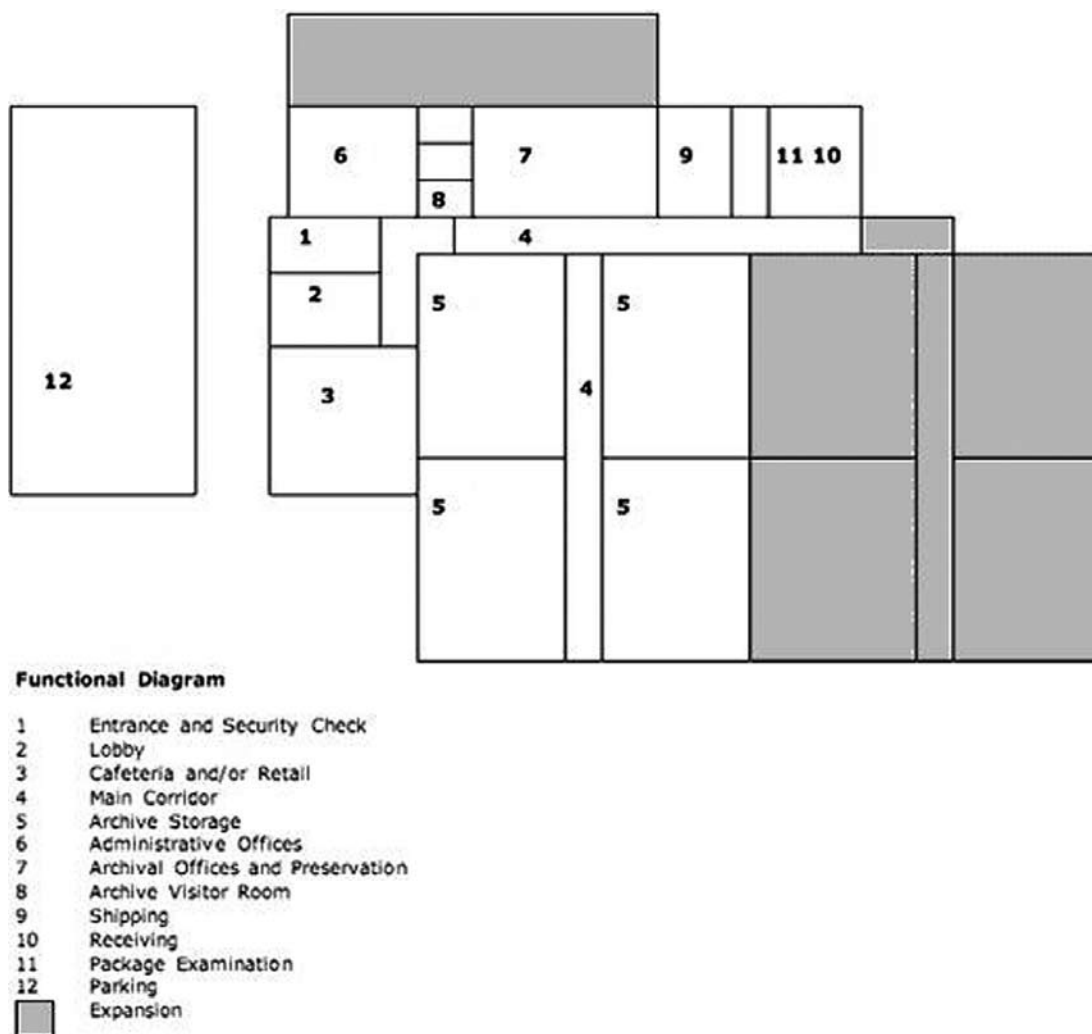 6
7
9
11 10
8
1
4
2
5
5
12
3
4
5
5
Functional Diagram
1 Entrance and Security Check
2 Lobby
3 Cafeteria and/or Retail
4 Main Corridor
5 Archive Storage
6 Administrative Offices
7 Archival Offices and Preservation
8 Archive Visitor Room
9 Shipping
10 Receiving
11 Package Examination
12 Parking
Expansion